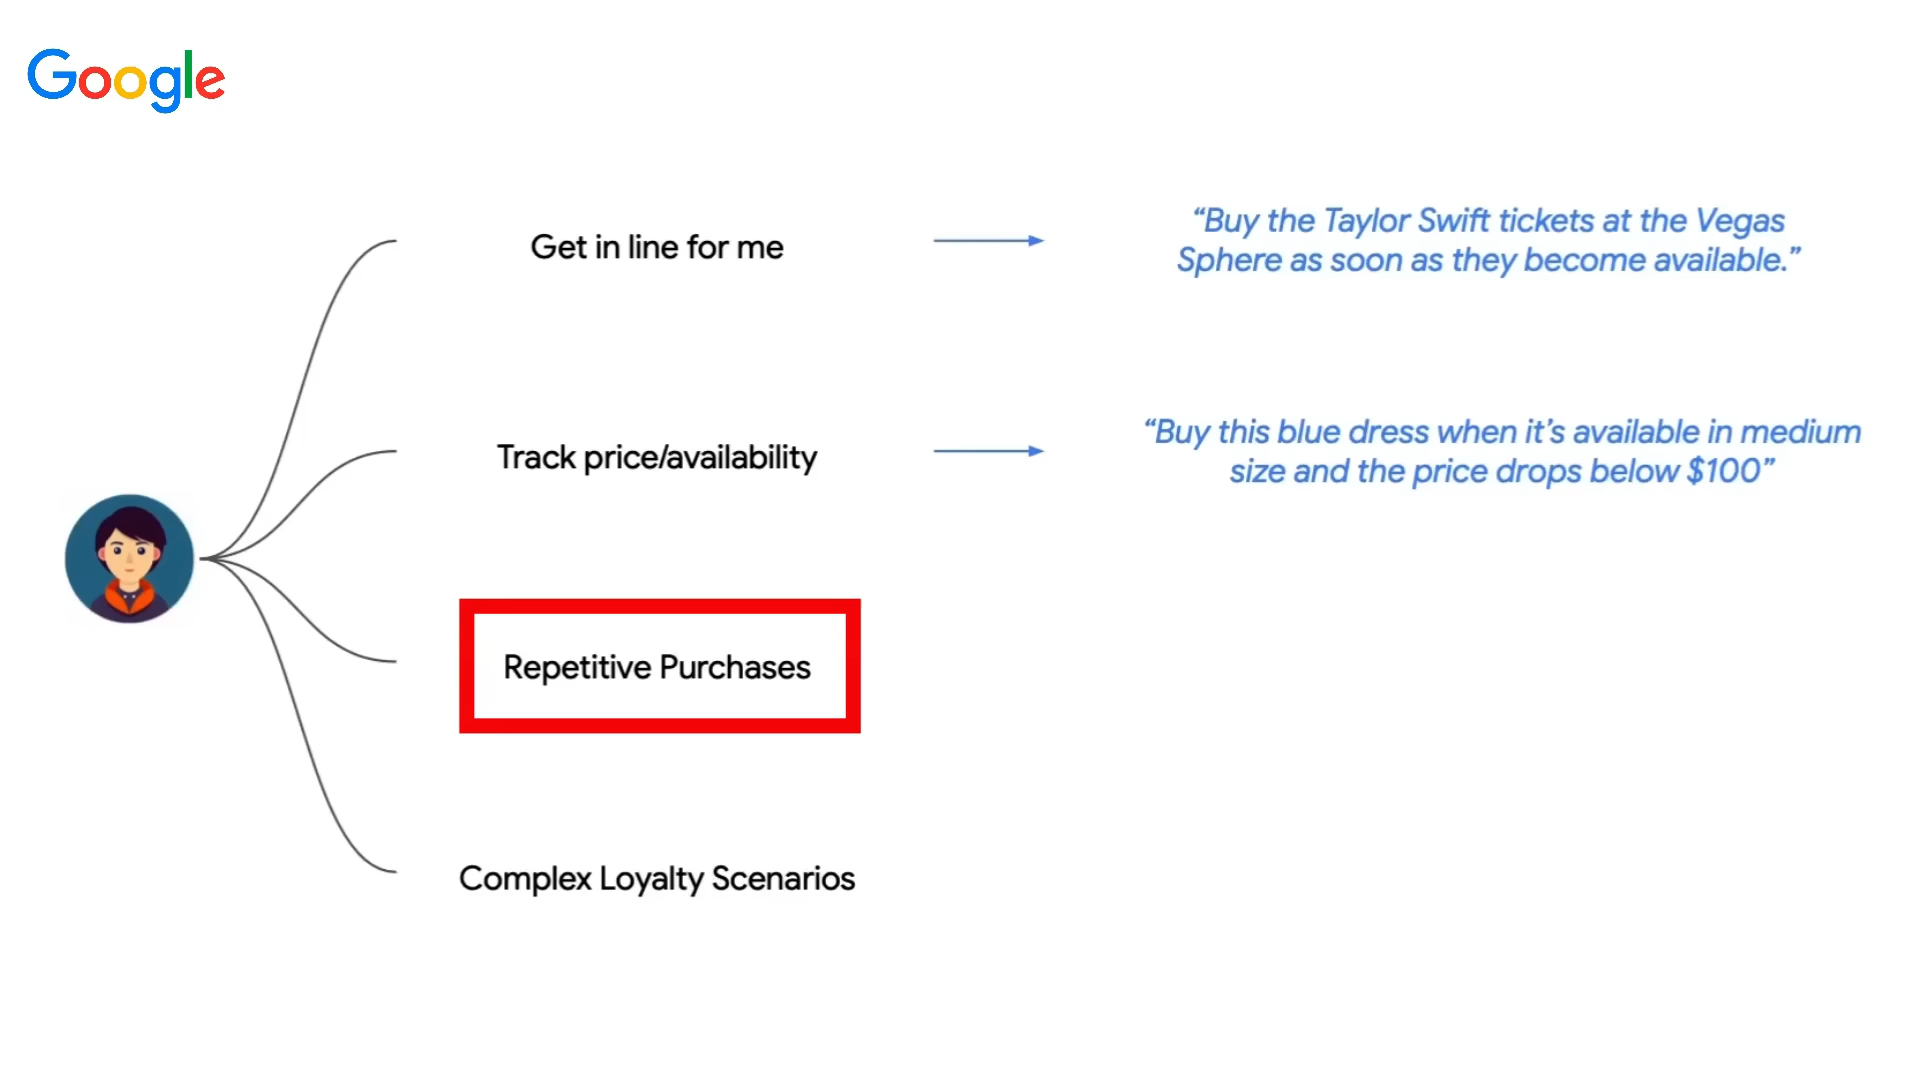 Google
Get in line for me
“Buy the Taylor Swift tickets at the Vegas
Sphere as soon as they become available.”
Track price/availability
“Buy this blue dress when it’s available in medium
size and the price drops below $100”
Repetitive Purchases
Complex Loyalty Scenarios